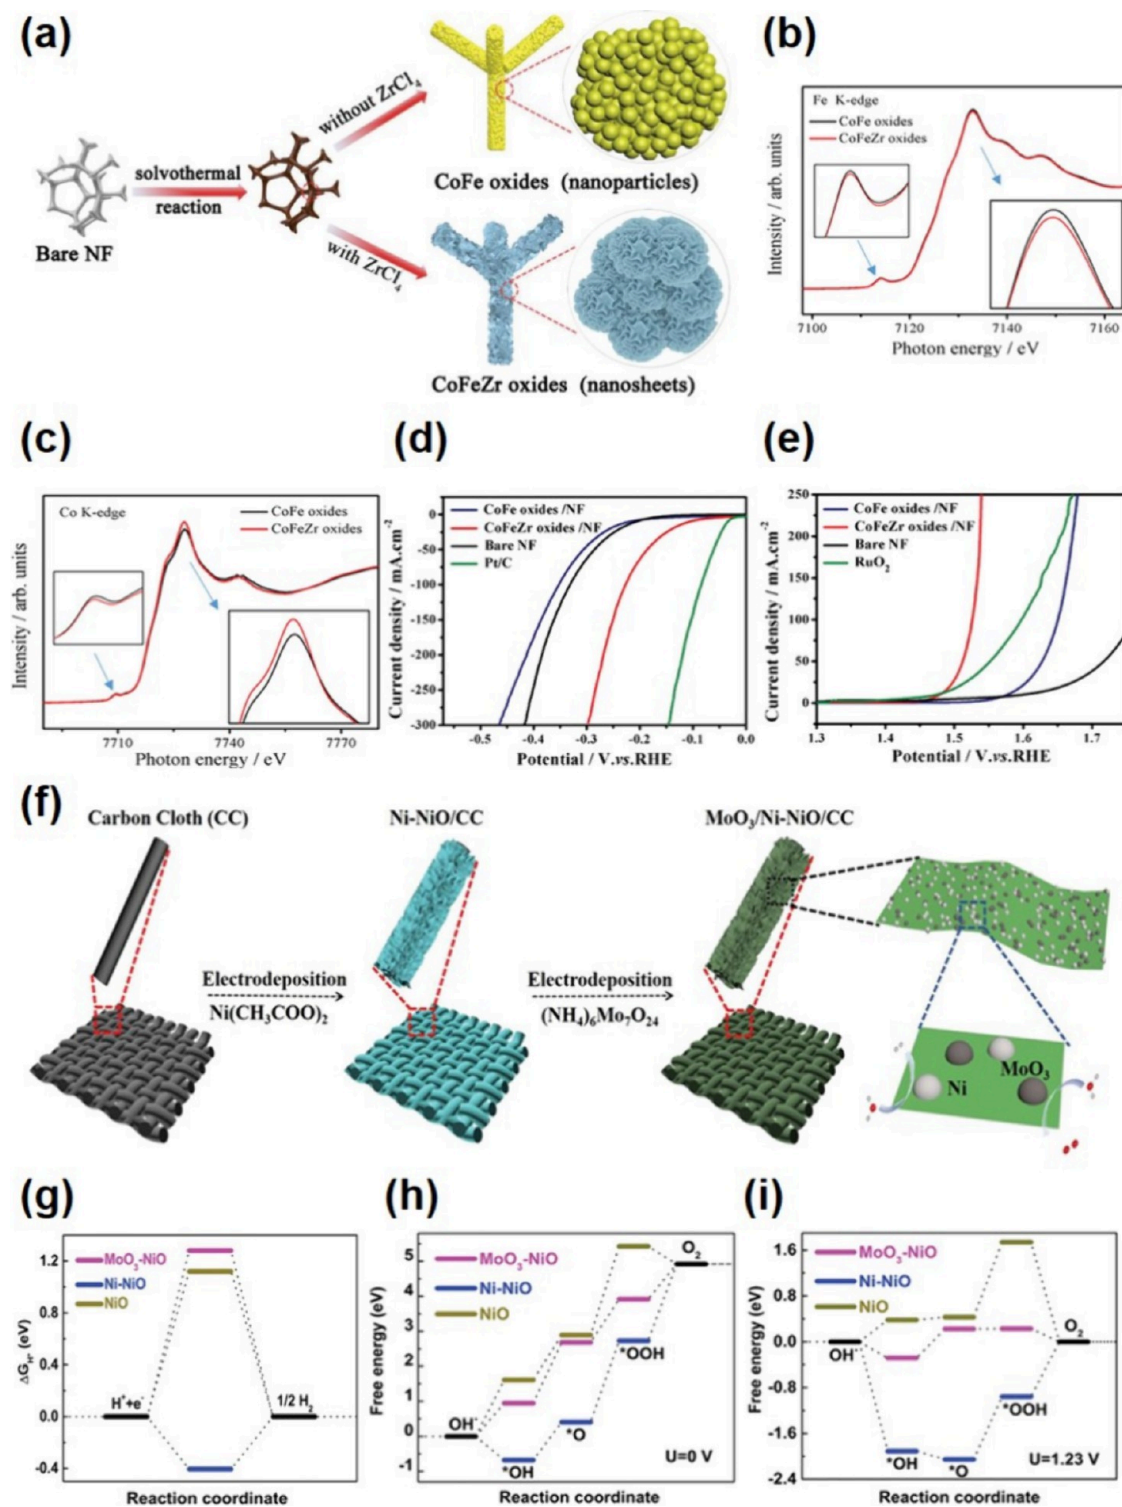 (a)
without ZrCl4
solvothermal
reaction
Bare NF
with ZrCl4
CoFe oxides (nanoparticles)
CoFeZr oxides (nanosheets)
(b)
Fe K-edge
CoFe oxides
CoFeZr oxides
Intensity / arb. units
7100 7120 7140 7160
Photon energy / eV
(c)
Co K-edge
CoFe oxides
CoFeZr oxides
Intensity / arb. units
7710 7740 7770
Photon energy / eV
(d)
CoFe oxides /NF
CoFeZr oxides/NF
Bare NF
Pt/C
Current density / mA.cm-2
0
-50
-100
-150
-200
-250
-300
-0.5 -0.4 -0.3 -0.2 -0.1 0.0
Potential / V.vs.RHE
(e)
CoFe oxides /NF
CoFeZr oxides /NF
Bare NF
RuO2
Current density / mA.cm-2
250
200
150
100
50
0
1.3 1.4 1.5 1.6 1.7
Potential / V.vs.RHE
(f)
Carbon Cloth (CC)
Ni-NiO/CC
MoO3/Ni-NiO/CC
Electrodeposition
Ni(CH3COO)2
Electrodeposition
(NH4)6Mo7O24
Ni
MoO3
(g)
MoO3-NiO
Ni-NiO
NiO
ΔGH* (eV)
1.2
0.8
0.4
0.0
-0.4
H++e-
1/2 H2
Reaction coordinate
(h)
MoO3-NiO
Ni-NiO
NiO
Free energy (eV)
5
4
3
2
1
0
-1
OH-
*OH
*O
*OOH
O2
U=0 V
Reaction coordinate
(i)
MoO3-NiO
Ni-NiO
NiO
Free energy (eV)
1.6
0.8
0.0
-0.8
-1.6
-2.4
OH-
*OH
*O
*OOH
O2
U=1.23 V
Reaction coordinate